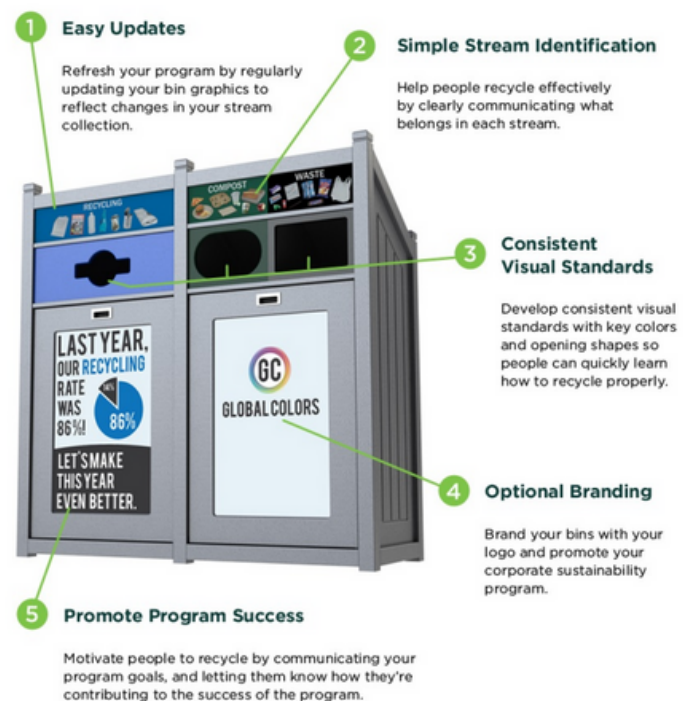 1 Easy Updates
Refresh your program by regularly
updating your bin graphics to
reflect changes in your stream
collection.
2 Simple Stream Identification
Help people recycle effectively
by clearly communicating what
belongs in each stream.
RECYCLING
COMPOST
WASTE
3 Consistent
Visual Standards
Develop consistent visual
standards with key colors
and opening shapes so
people can quickly learn
how to recycle properly.
LAST YEAR,
OUR RECYCLING
RATE
WAS
86%!
14%
86%
LET'S MAKE
THIS YEAR
EVEN BETTER.
GC
GLOBAL COLORS
4 Optional Branding
Brand your bins with your
logo and promote your
corporate sustainability
program.
5 Promote Program Success
Motivate people to recycle by communicating your
program goals, and letting them know how they're
contributing to the success of the program.